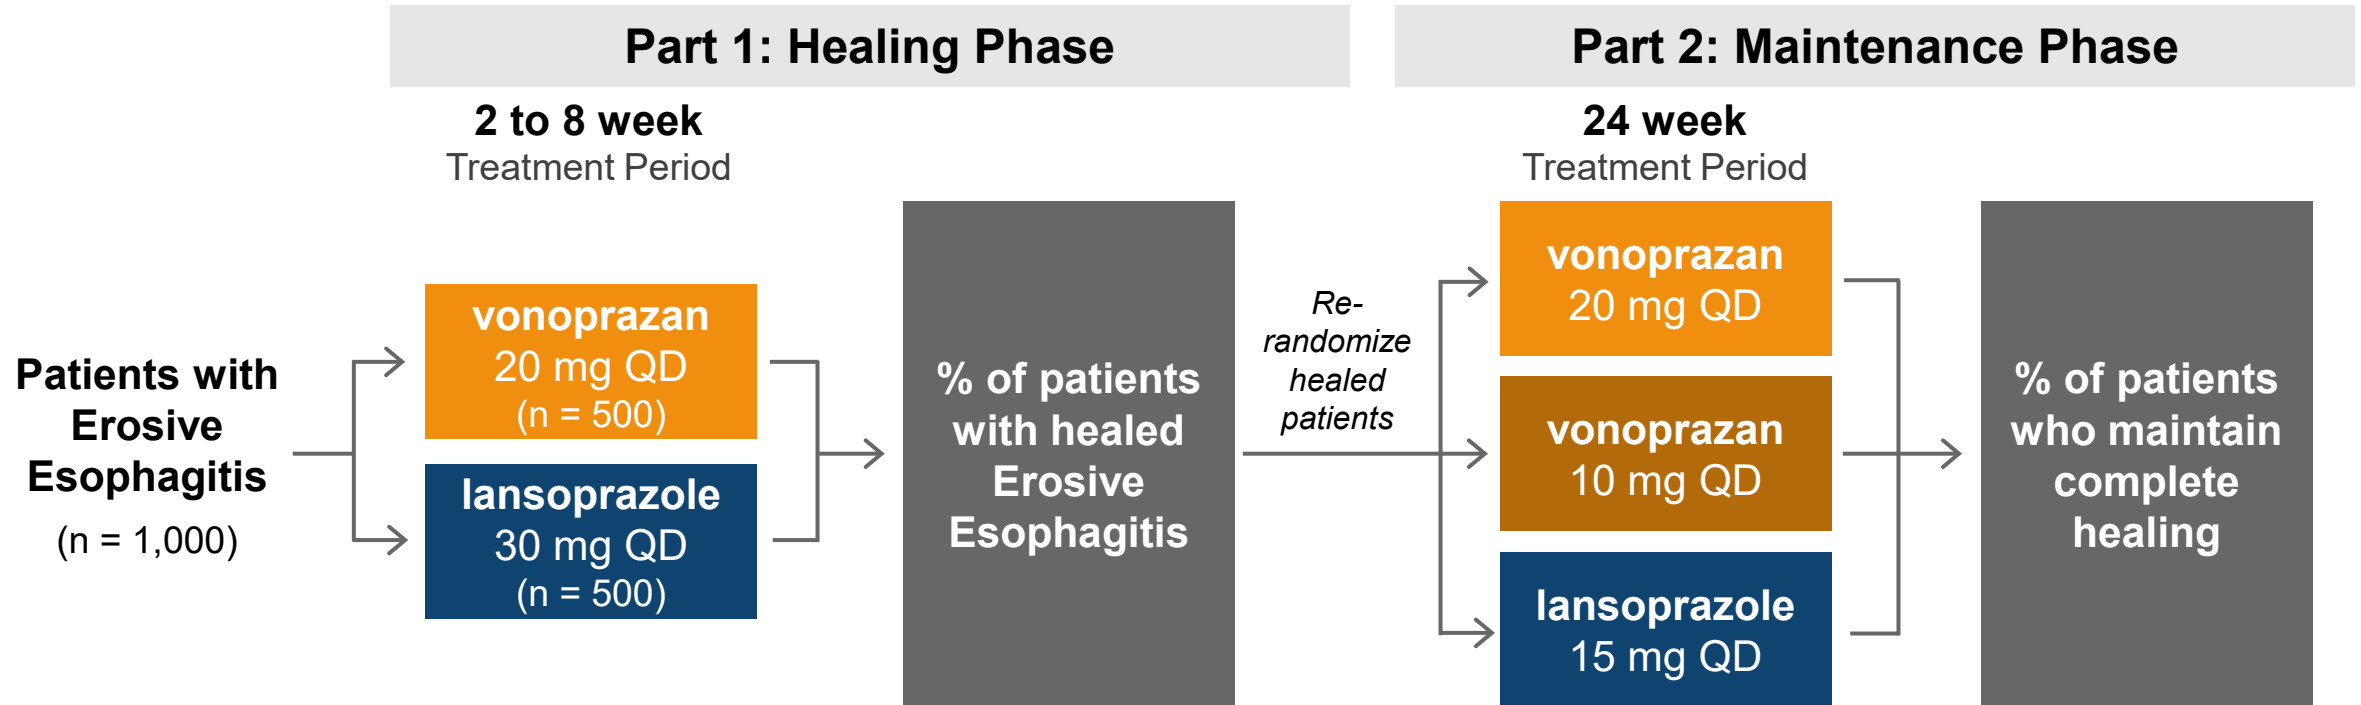 Part 1: Healing Phase
Part 2: Maintenance Phase
2 to 8 week
Treatment Period
24 week
Treatment Period
Patients with
Erosive
Esophagitis
(n = 1,000)
vonoprazan
20 mg QD
(n = 500)
lansoprazole
30 mg QD
(n = 500)
% of patients
with healed
Erosive
Esophagitis
Re-
randomize
healed
patients
vonoprazan
20 mg QD
vonoprazan
10 mg QD
lansoprazole
15 mg QD
% of patients
who maintain
complete
healing